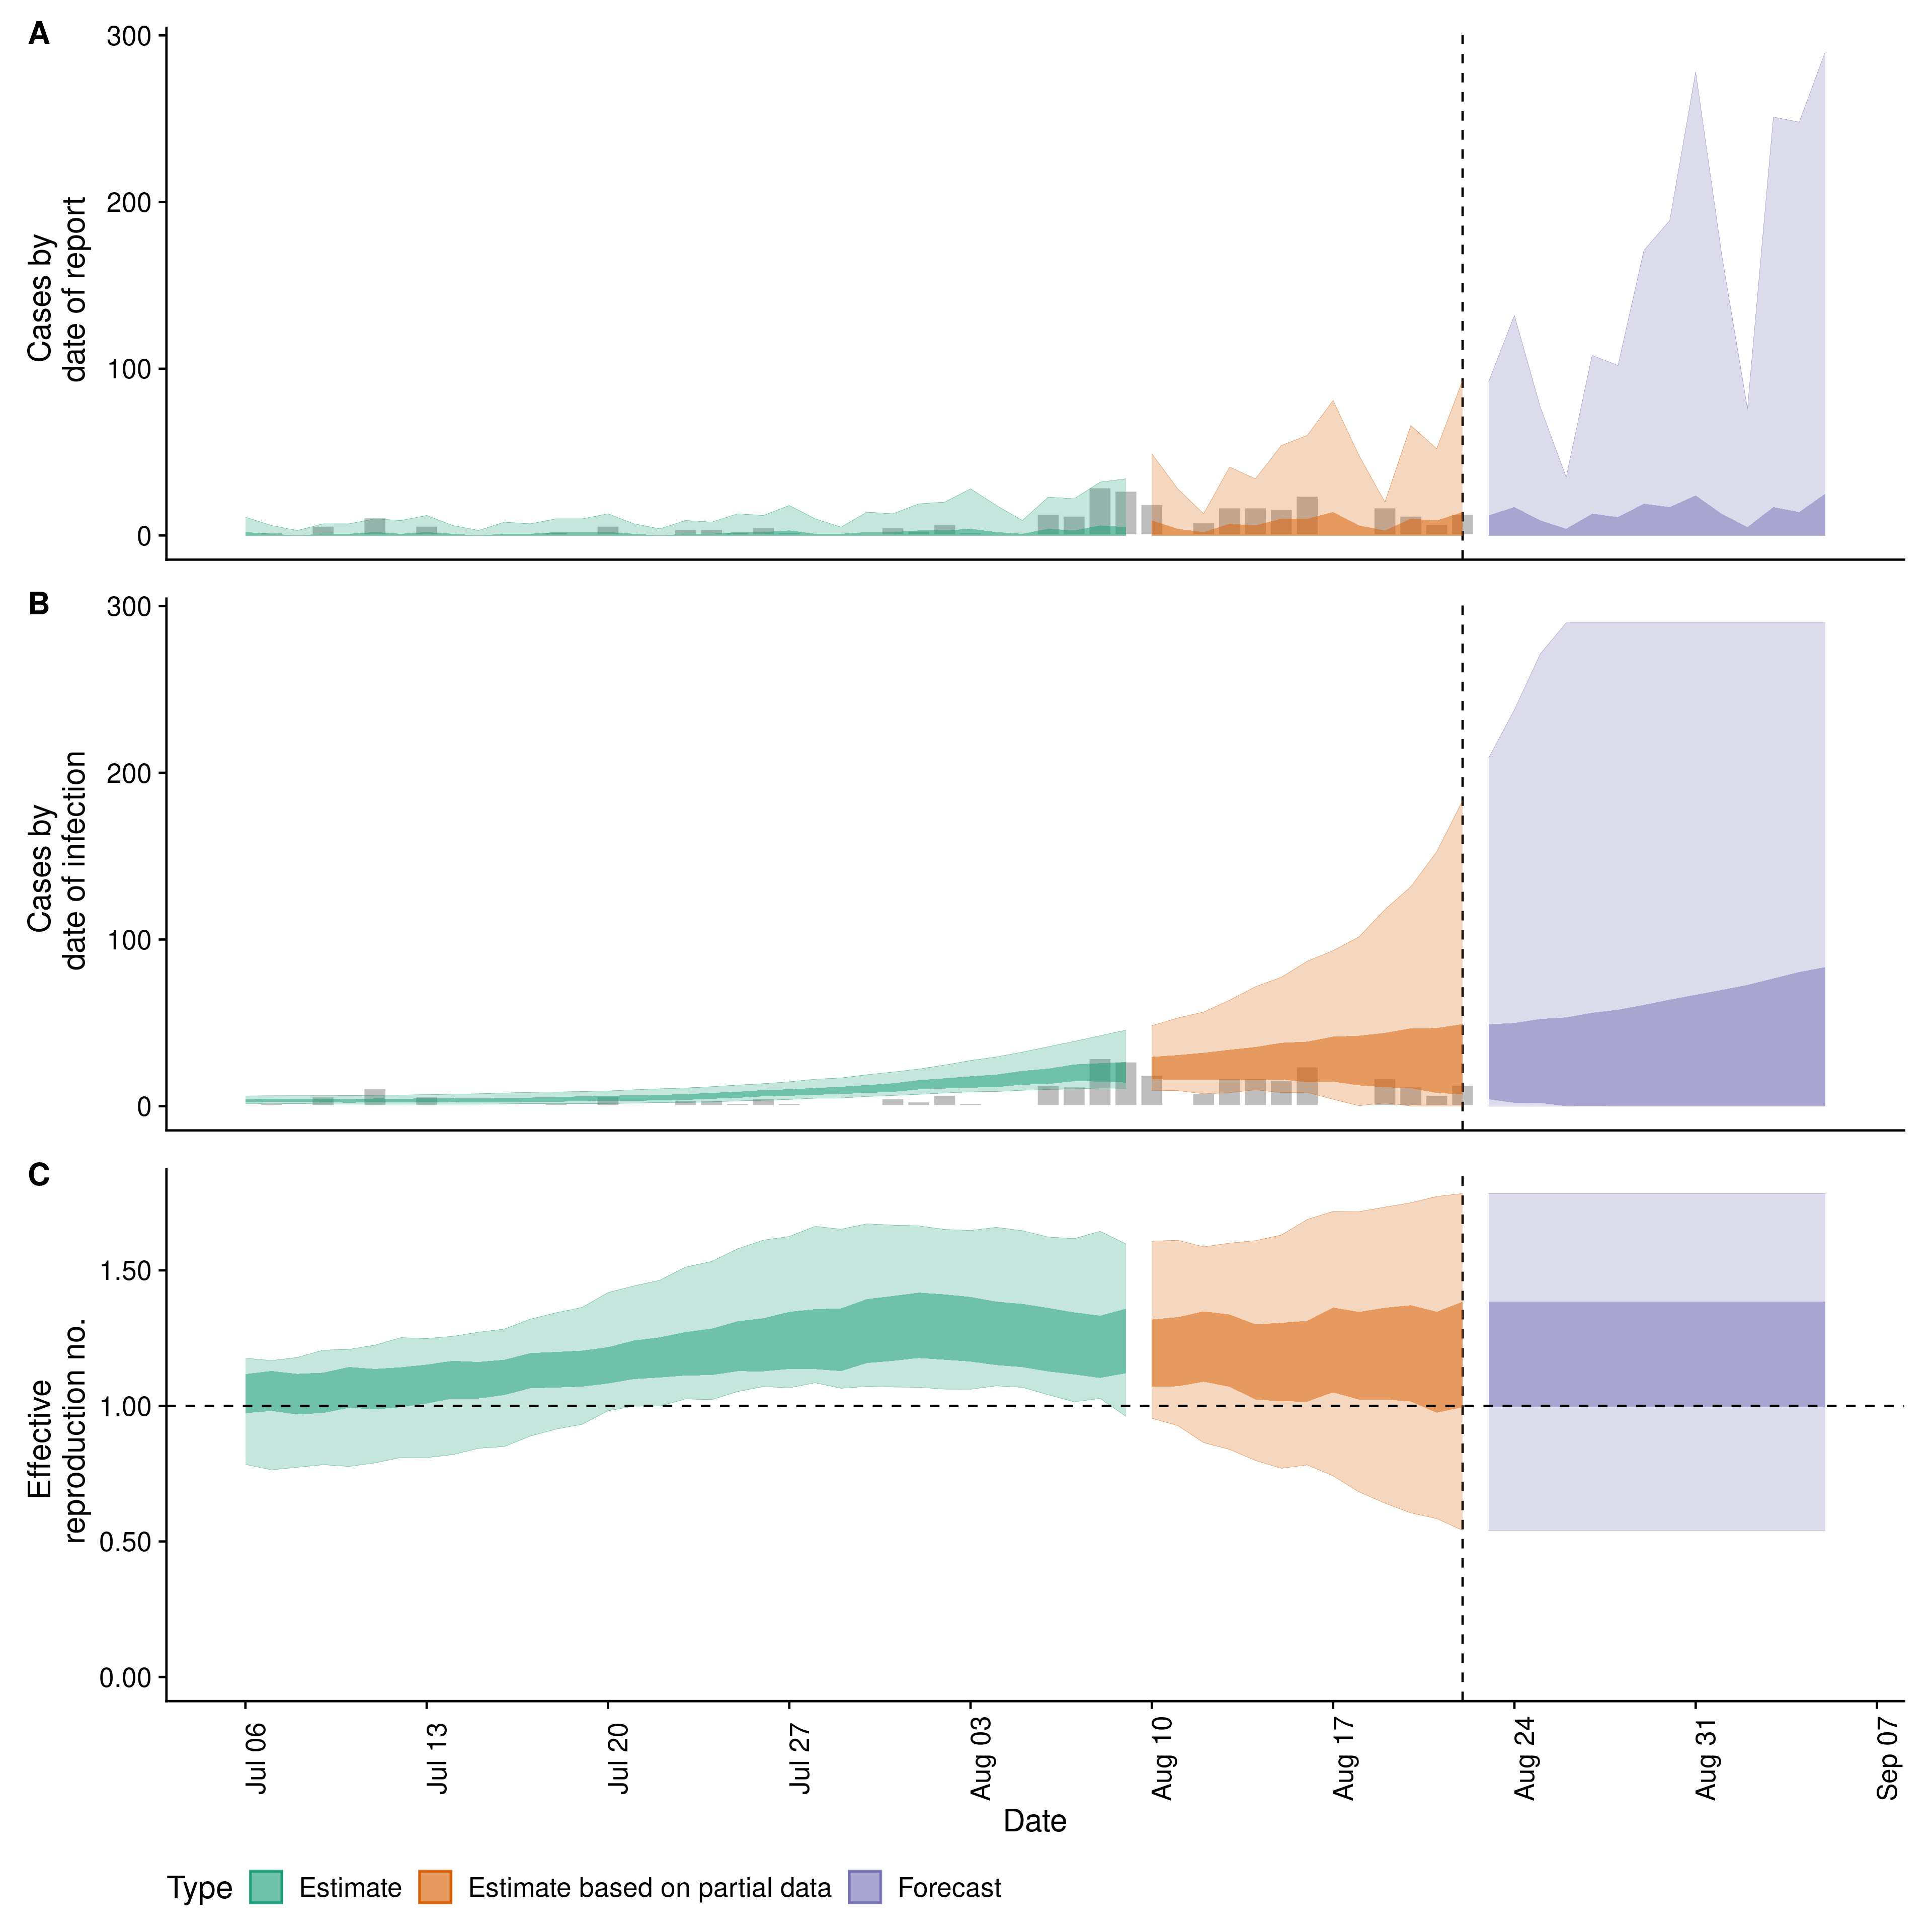 A
300
200
100
0
Cases by
date of report
B
300
200
100
0
Cases by
date of infection
C
1.50
1.00
0.50
0.00
Effective
reproduction no.
Jul 06
Jul 13
Jul 20
Jul 27
Aug 03
Aug 10
Aug 17
Aug 24
Aug 31
Sep 07
Date
Type Estimate Estimate based on partial data Forecast